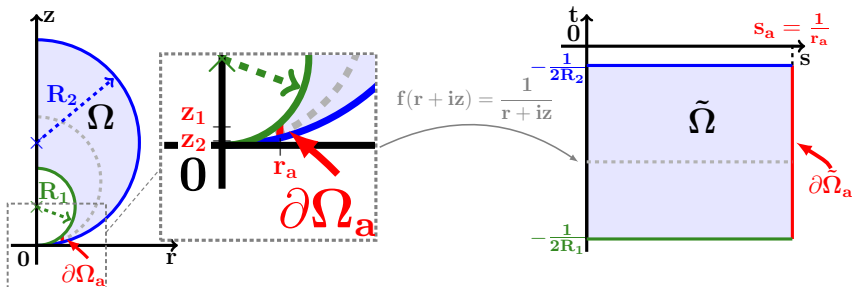 z
R₂
Ω
R₁
0
r
∂Ωₐ
z₁
z₂
0
rₐ
∂Ωₐ
f(r + iz) = 1/(r + iz)
t
0
sₐ = 1/rₐ
s
−1/(2R₂)
Ω̃
∂Ω̃ₐ
−1/(2R₁)